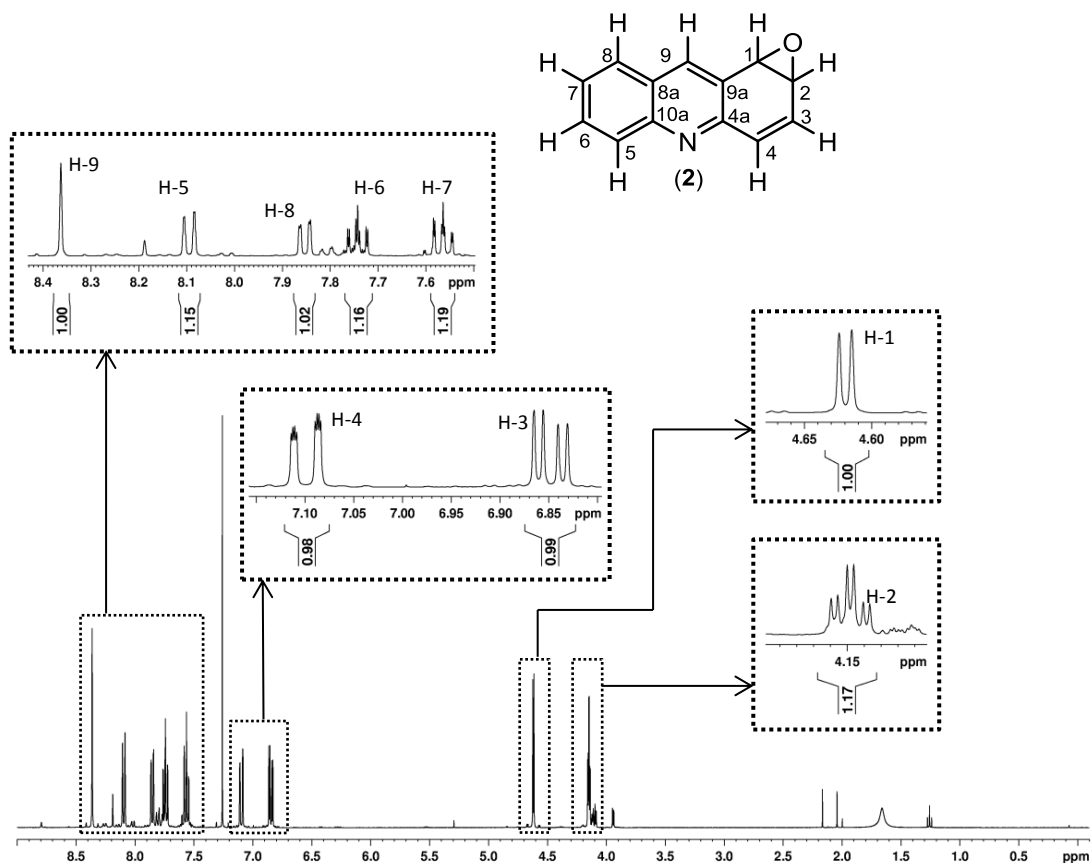 H
H
H
O
8
9
1
H
H
7
8a
9a
2
10a
4a
3
H
6
N
H
5
4
H
(2)
H
H-9
H-5
H-8
H-6
H-7
8.4 8.3 8.2 8.1 8.0 7.9 7.8 7.7 7.6 ppm
1.00 1.15 1.02 1.16 1.19
H-4
H-3
7.10 7.05 7.00 6.95 6.90 6.85 ppm
0.98 0.99
H-1
4.65 4.60 ppm
1.00
H-2
4.15 ppm
1.17
8.5 8.0 7.5 7.0 6.5 6.0 5.5 5.0 4.5 4.0 3.5 3.0 2.5 2.0 1.5 1.0 0.5 ppm